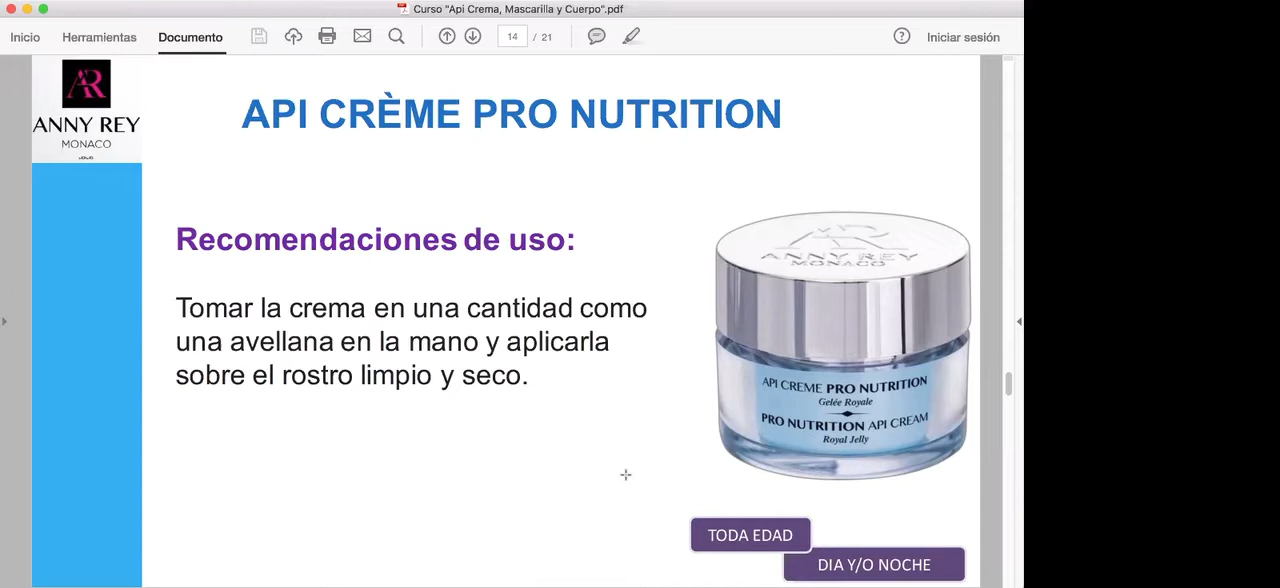 Curso "Api Crema, Mascarilla y Cuerpo".pdf
Inicio Herramientas Documento 14 / 21 Iniciar sesión
AR
ANNY REY
MONACO
API CRÈME PRO NUTRITION
Recomendaciones de uso:
Tomar la crema en una cantidad como
una avellana en la mano y aplicarla
sobre el rostro limpio y seco.
AR
ANNY REY
MONACO
API CREME PRO NUTRITION
Gelée Royale
PRO NUTRITION API CREAM
Royal Jelly
TODA EDAD
DIA Y/O NOCHE